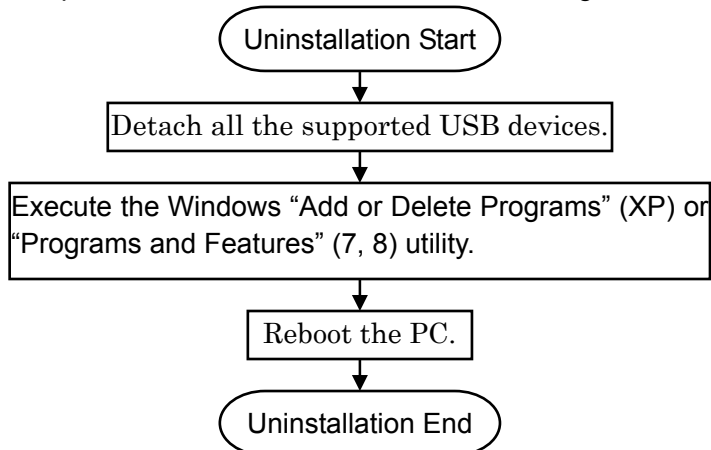 Uninstallation Start
Detach all the supported USB devices.
Execute the Windows “Add or Delete Programs” (XP) or
“Programs and Features” (7, 8) utility.
Reboot the PC.
Uninstallation End